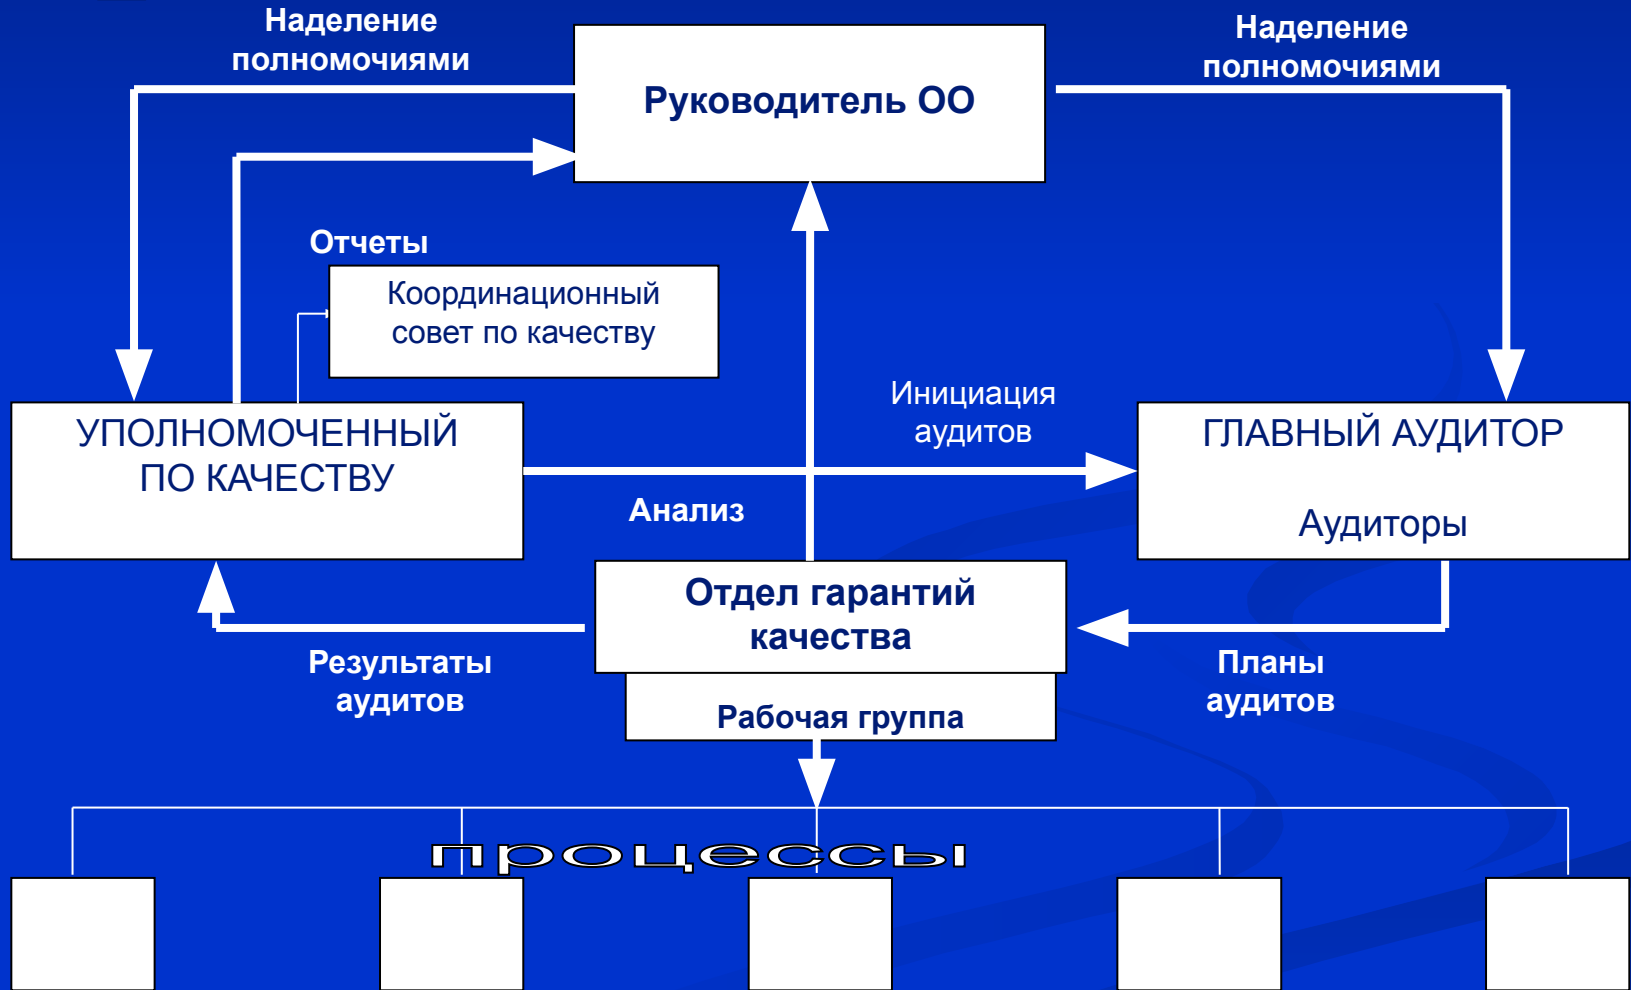 Наделение
полномочиями
Руководитель ОО
Наделение
полномочиями
Отчеты
Координационный
совет по качеству
Инициация
аудитов
УПОЛНОМОЧЕННЫЙ
ПО КАЧЕСТВУ
ГЛАВНЫЙ АУДИТОР
Аудиторы
Анализ
Отдел гарантий
качества
Результаты
аудитов
Планы
аудитов
Рабочая группа
процессы